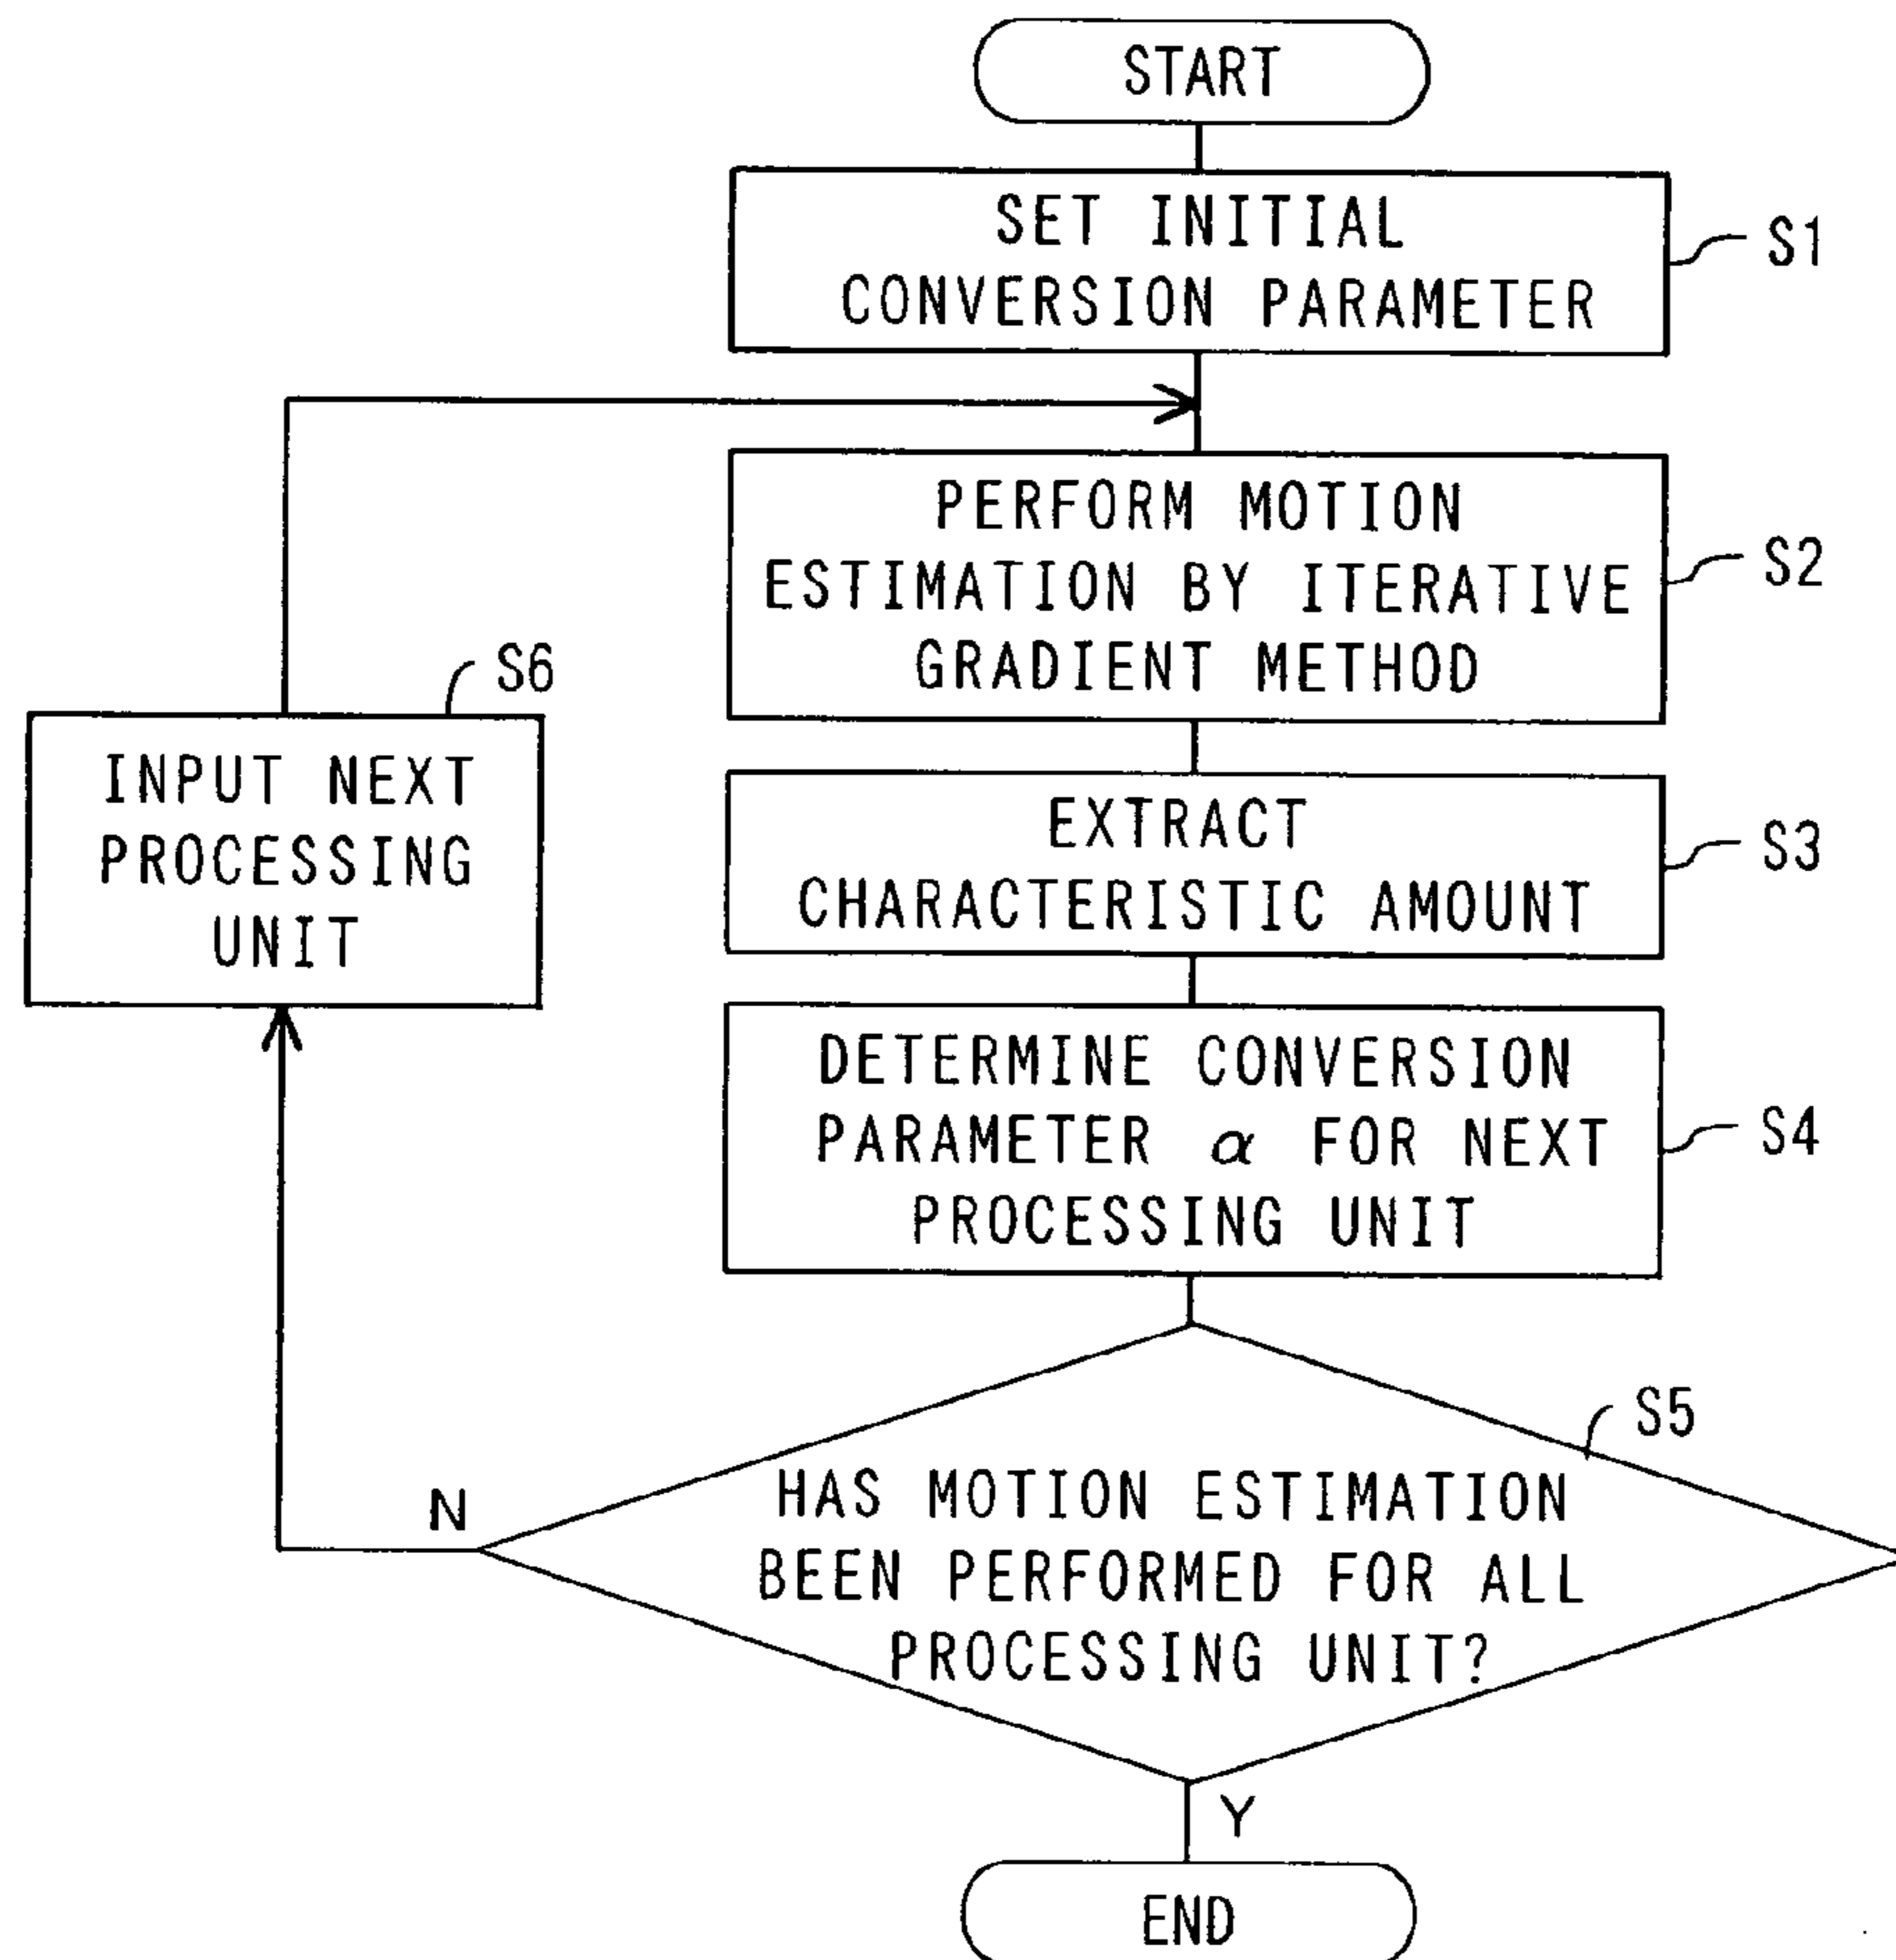 START
SET INITIAL
CONVERSION PARAMETER
S1
PERFORM MOTION
ESTIMATION BY ITERATIVE
GRADIENT METHOD
S2
S6
INPUT NEXT
PROCESSING
UNIT
EXTRACT
CHARACTERISTIC AMOUNT
S3
DETERMINE CONVERSION
PARAMETER α FOR NEXT
PROCESSING UNIT
S4
S5
HAS MOTION ESTIMATION
BEEN PERFORMED FOR ALL
PROCESSING UNIT?
N
Y
END